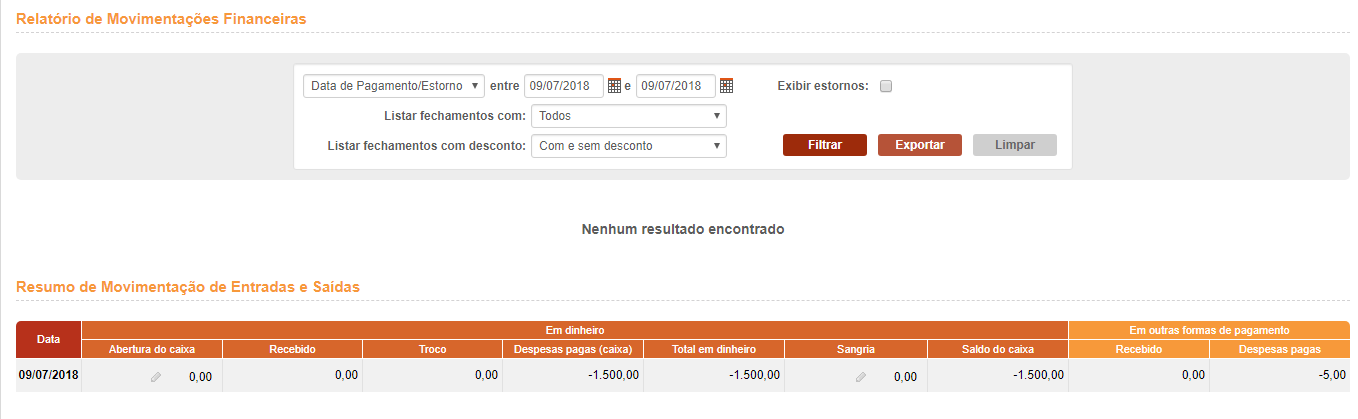 Relatório de Movimentações Financeiras
Data de Pagamento/Estorno entre 09/07/2018 e 09/07/2018 Exibir estornos:
Listar fechamentos com: Todos
Listar fechamentos com desconto: Com e sem desconto Filtrar Exportar Limpar
Nenhum resultado encontrado
Resumo de Movimentação de Entradas e Saídas
Data Em dinheiro Em outras formas de pagamento
Abertura do caixa Recebido Troco Despesas pagas (caixa) Total em dinheiro Sangria Saldo do caixa Recebido Despesas pagas
09/07/2018 0,00 0,00 0,00 -1.500,00 -1.500,00 0,00 -1.500,00 0,00 -5,00